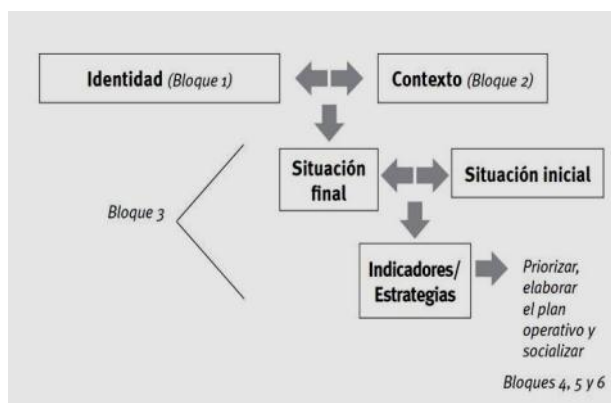 Identidad (Bloque 1)
Contexto (Bloque 2)
Situación
final
Situación inicial
Bloque 3
Indicadores/
Estrategias
Priorizar,
elaborar
el plan
operativo y
socializar
Bloques 4, 5 y 6